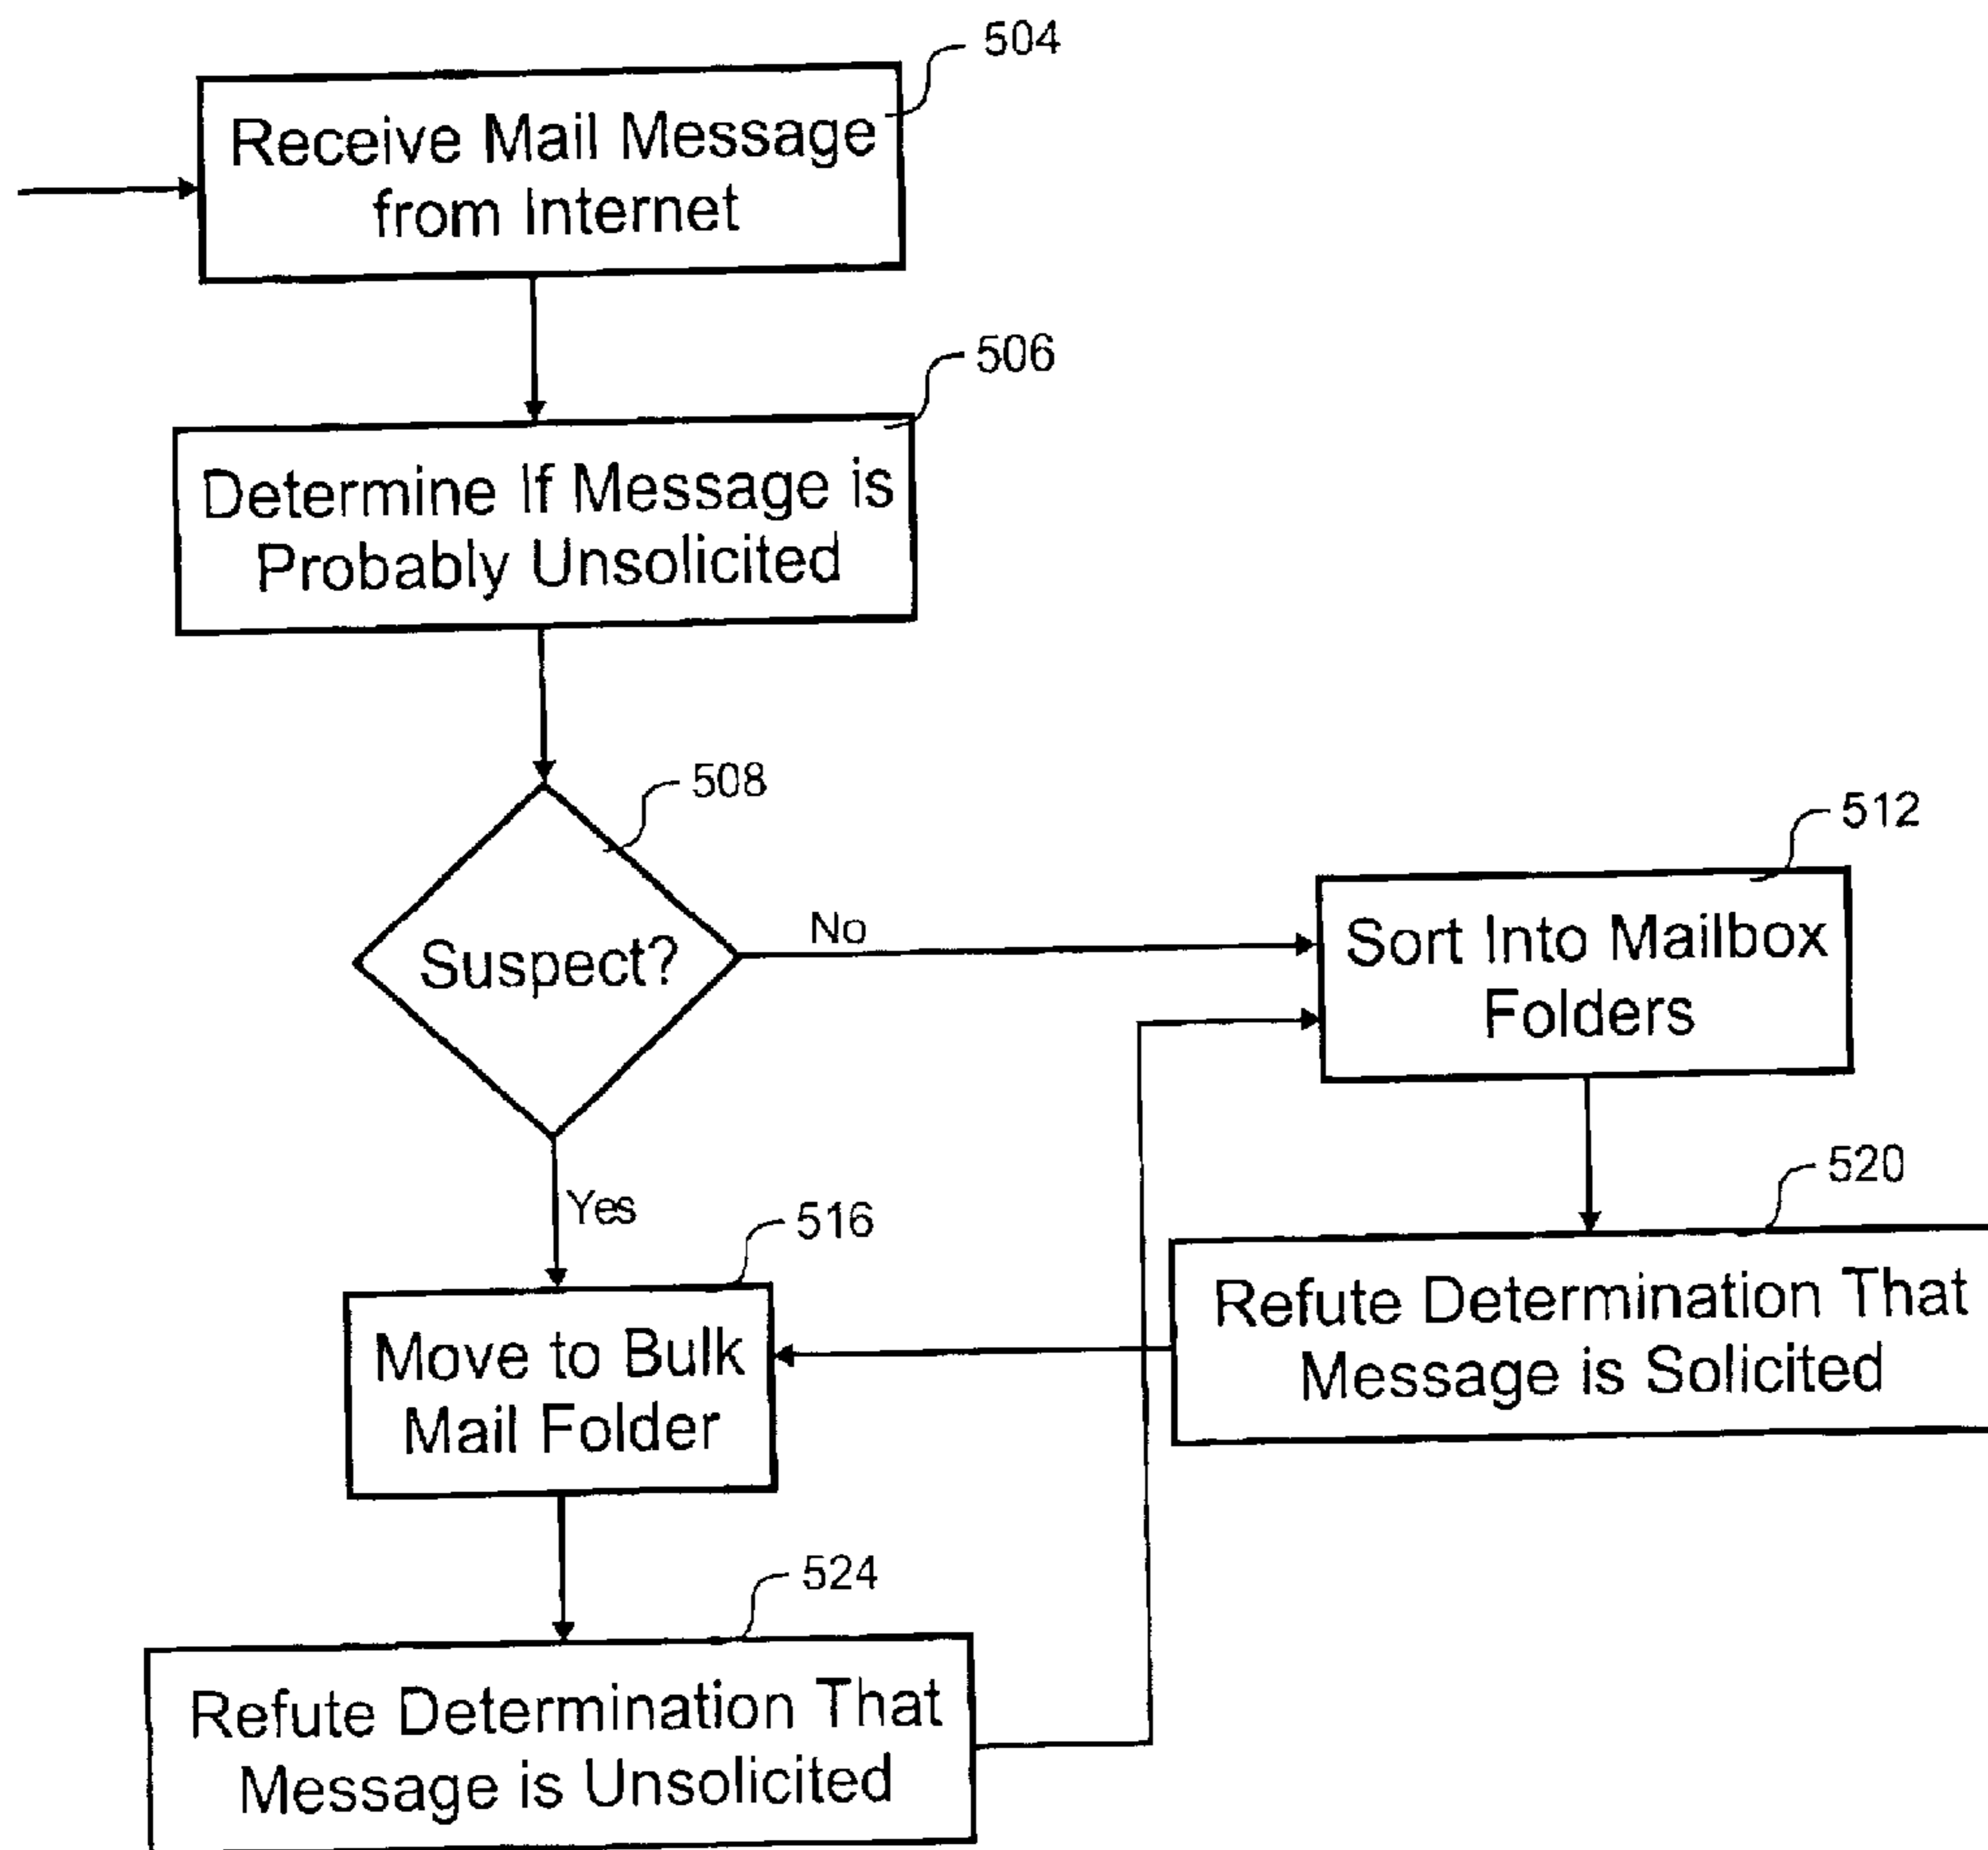 504
Receive Mail Message
from Internet
506
Determine If Message is
Probably Unsolicited
508
Suspect?
No
512
Sort Into Mailbox
Folders
Yes
516
Move to Bulk
Mail Folder
520
Refute Determination That
Message is Solicited
524
Refute Determination That
Message is Unsolicited